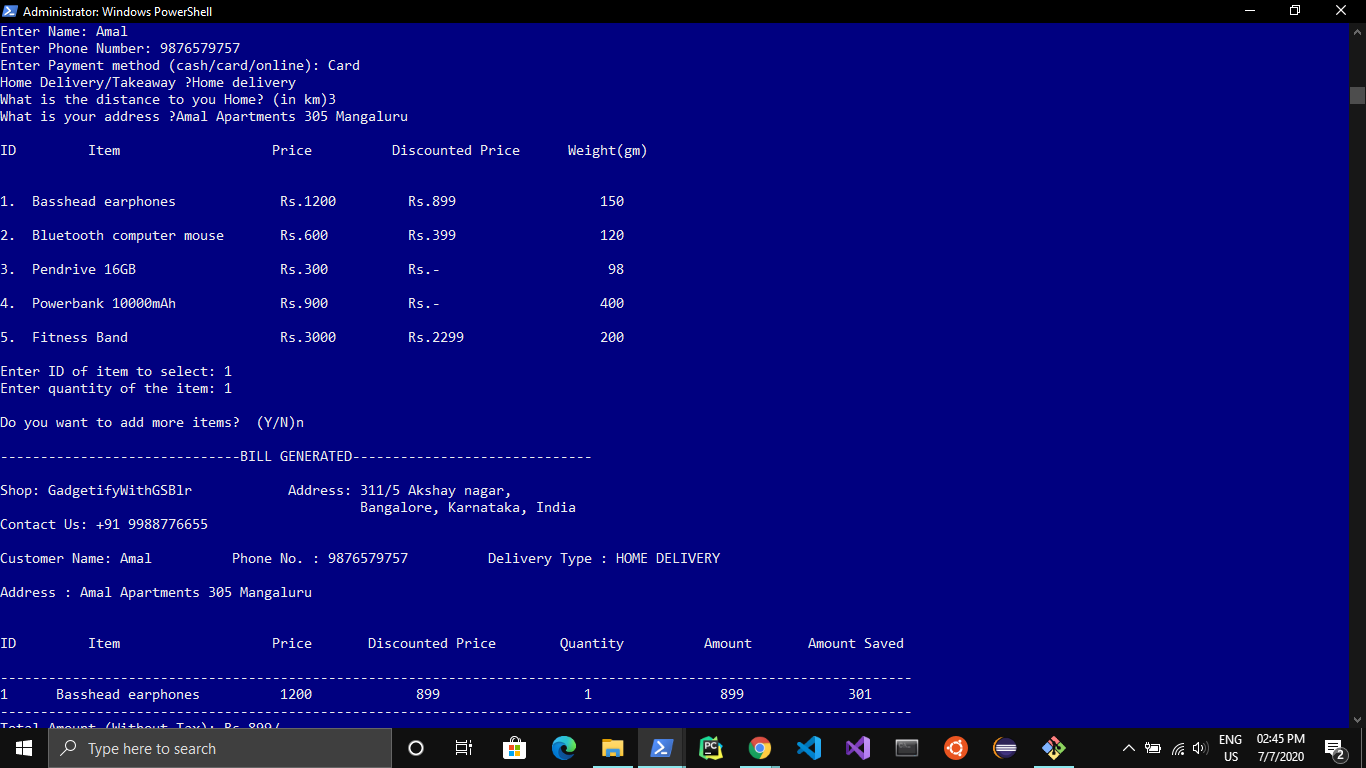 Administrator: Windows PowerShell
Enter Name: Amal
Enter Phone Number: 9876579757
Enter Payment method (cash/card/online): Card
Home Delivery/Takeaway ?Home delivery
What is the distance to you Home? (in km)3
What is your address ?Amal Apartments 305 Mangaluru
ID Item Price Discounted Price Weight(gm)
1. Basshead earphones Rs.1200 Rs.899 150
2. Bluetooth computer mouse Rs.600 Rs.399 120
3. Pendrive 16GB Rs.300 Rs.- 98
4. Powerbank 10000mAh Rs.900 Rs.- 400
5. Fitness Band Rs.3000 Rs.2299 200
Enter ID of item to select: 1
Enter quantity of the item: 1
Do you want to add more items?  (Y/N)n
------------------------------BILL GENERATED------------------------------
Shop: GadgetifyWithGSBlr Address: 311/5 Akshay nagar,
Bangalore, Karnataka, India
Contact Us: +91 9988776655
Customer Name: Amal Phone No. : 9876579757 Delivery Type : HOME DELIVERY
Address : Amal Apartments 305 Mangaluru
ID Item Price Discounted Price Quantity Amount Amount Saved
------------------------------------------------------------------------------------------------------------------
1 Basshead earphones 1200 899 1 899 301
------------------------------------------------------------------------------------------------------------------
Total Amount (Without Tax): Rs.899/
Type here to search
PC
ENG
US
02:45 PM
7/7/2020
2